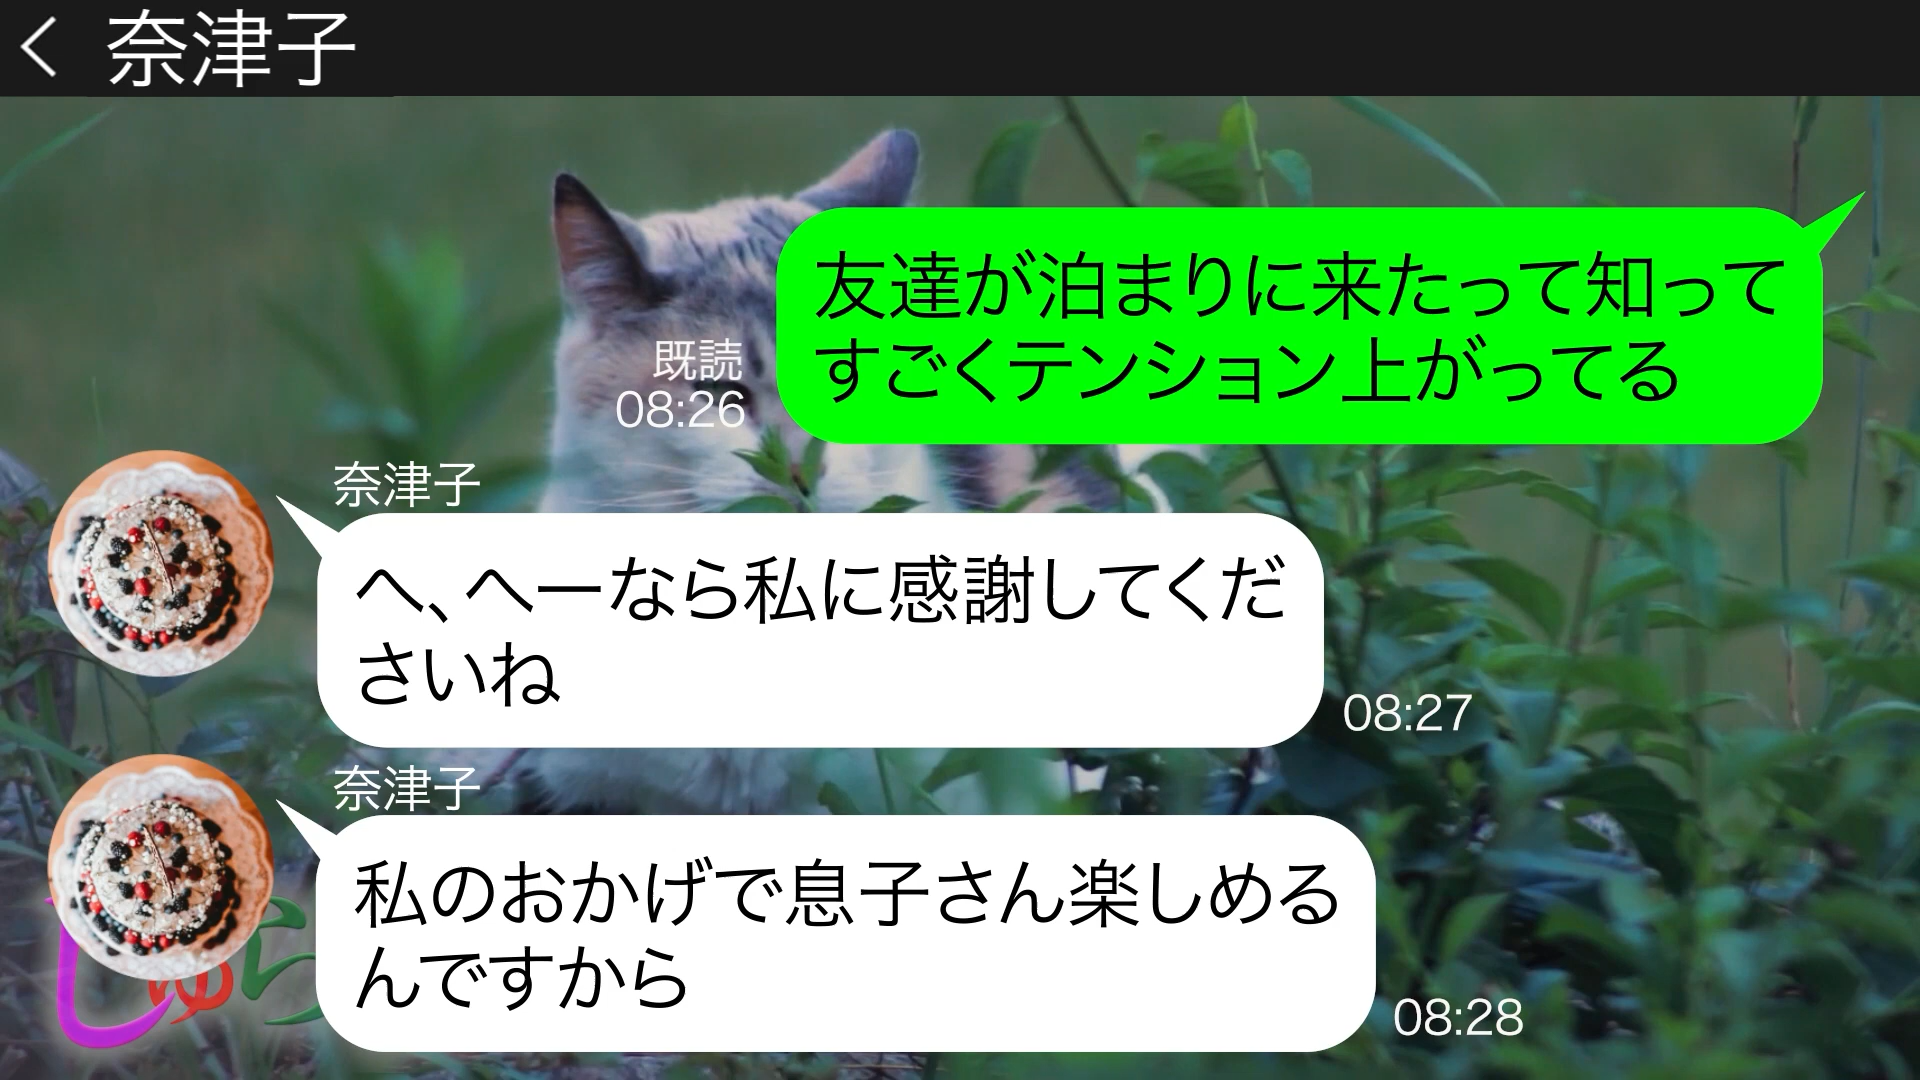 奈津子
友達が泊まりに来たって知って
すごくテンション上がってる
既読
08:26
奈津子
へ、へーなら私に感謝してくだ
さいね
08:27
奈津子
私のおかげで息子さん楽しめる
んですから
08:28
しゅら